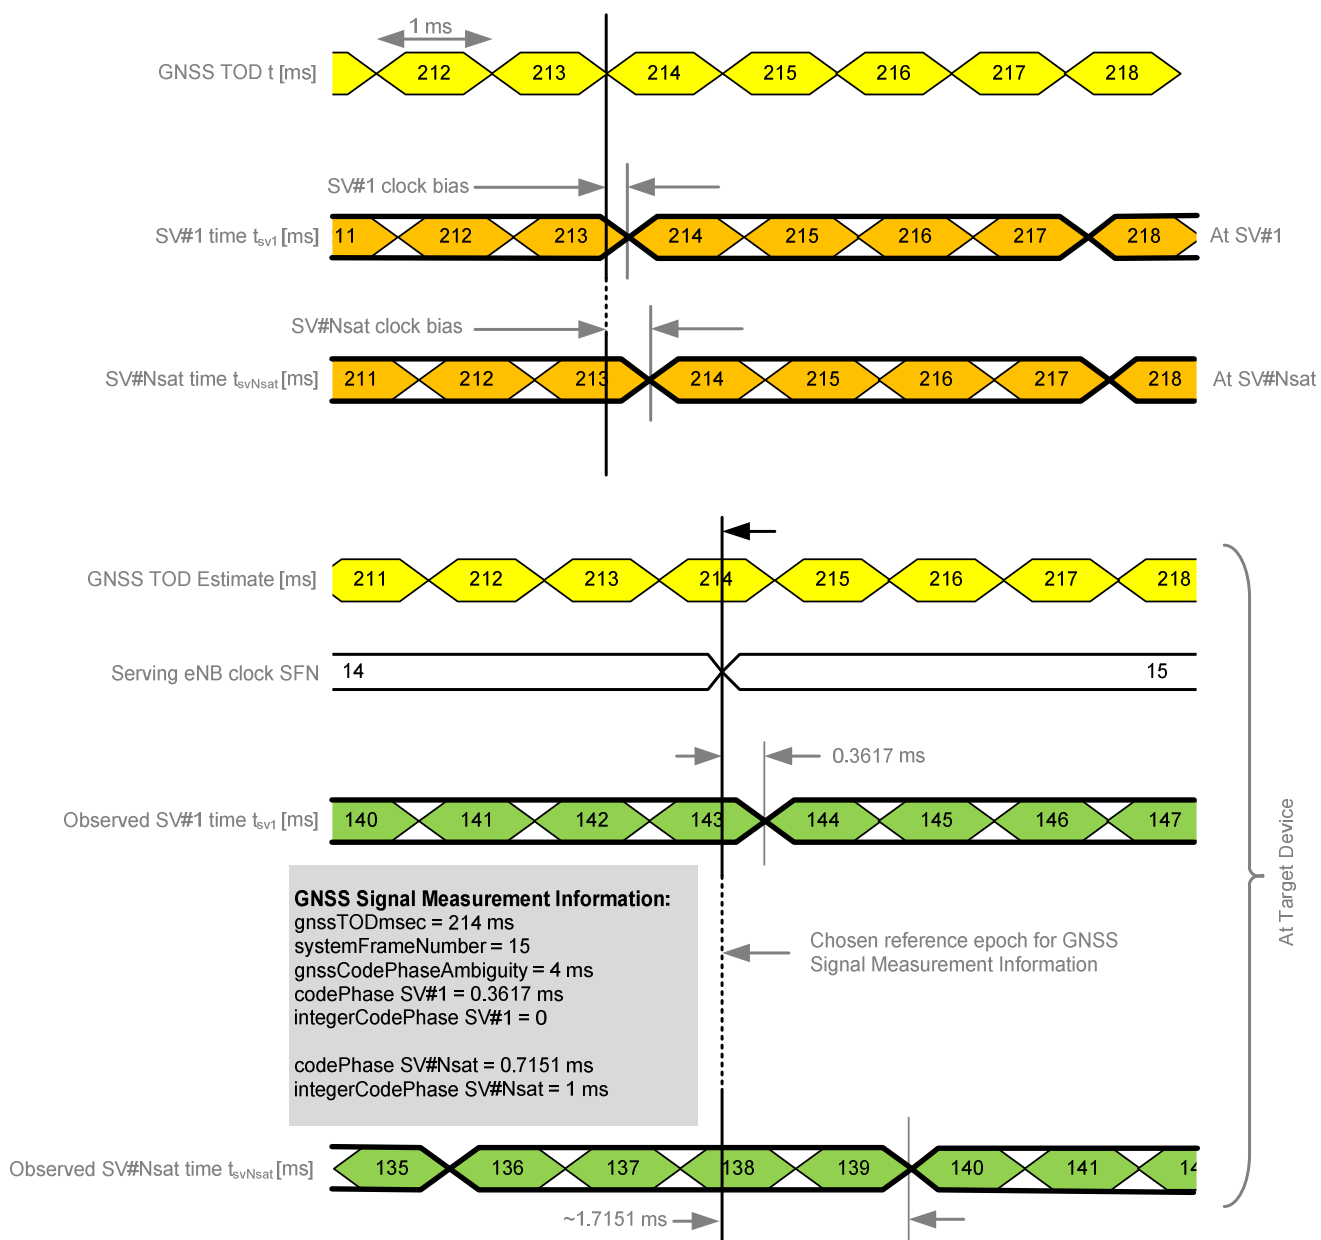 1 ms
GNSS TOD t [ms]
212 213 214 215 216 217 218
SV#1 clock bias
SV#1 time tsv1 [ms]
11 212 213 214 215 216 217 218
At SV#1
SV#Nsat clock bias
SV#Nsat time tsvNsat [ms]
211 212 213 214 215 216 217 218
At SV#Nsat
GNSS TOD Estimate [ms]
211 212 213 214 215 216 217 218
Serving eNB clock SFN
14 15
0.3617 ms
Observed SV#1 time tsv1 [ms]
140 141 142 143 144 145 146 147
GNSS Signal Measurement Information:
gnssTODmsec = 214 ms
systemFrameNumber = 15
gnssCodePhaseAmbiguity = 4 ms
codePhase SV#1 = 0.3617 ms
integerCodePhase SV#1 = 0
codePhase SV#Nsat = 0.7151 ms
integerCodePhase SV#Nsat = 1 ms
Chosen reference epoch for GNSS
Signal Measurement Information
At Target Device
Observed SV#Nsat time tsvNsat [ms]
135 136 137 138 139 140 141 14
~1.7151 ms